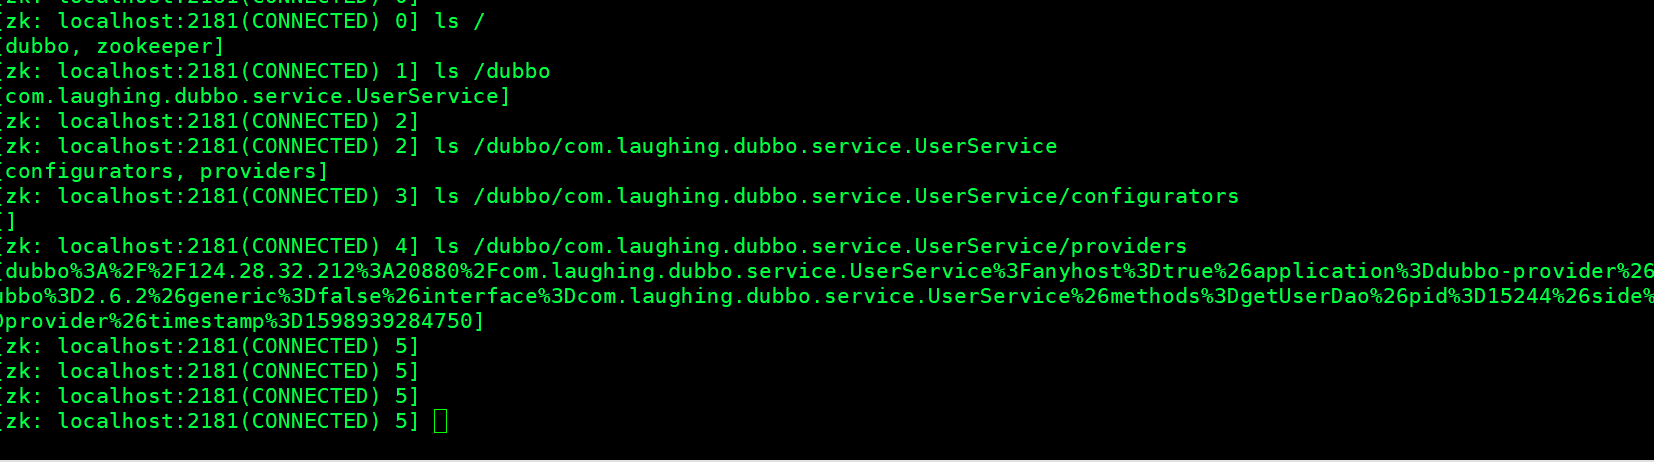 [zk: localhost:2181(CONNECTED) 0] ls /
[dubbo, zookeeper]
[zk: localhost:2181(CONNECTED) 1] ls /dubbo
[com.laughing.dubbo.service.UserService]
[zk: localhost:2181(CONNECTED) 2]
[zk: localhost:2181(CONNECTED) 2] ls /dubbo/com.laughing.dubbo.service.UserService
[configurators, providers]
[zk: localhost:2181(CONNECTED) 3] ls /dubbo/com.laughing.dubbo.service.UserService/configurators
[]
[zk: localhost:2181(CONNECTED) 4] ls /dubbo/com.laughing.dubbo.service.UserService/providers
[dubbo%3A%2F%2F124.28.32.212%3A20880%2Fcom.laughing.dubbo.service.UserService%3Fanyhost%3Dtrue%26application%3Ddubbo-provider%26
ubbo%3D2.6.2%26generic%3Dfalse%26interface%3Dcom.laughing.dubbo.service.UserService%26methods%3DgetUserDao%26pid%3D15244%26side%
Dprovider%26timestamp%3D1598939284750]
[zk: localhost:2181(CONNECTED) 5]
[zk: localhost:2181(CONNECTED) 5]
[zk: localhost:2181(CONNECTED) 5]
[zk: localhost:2181(CONNECTED) 5]